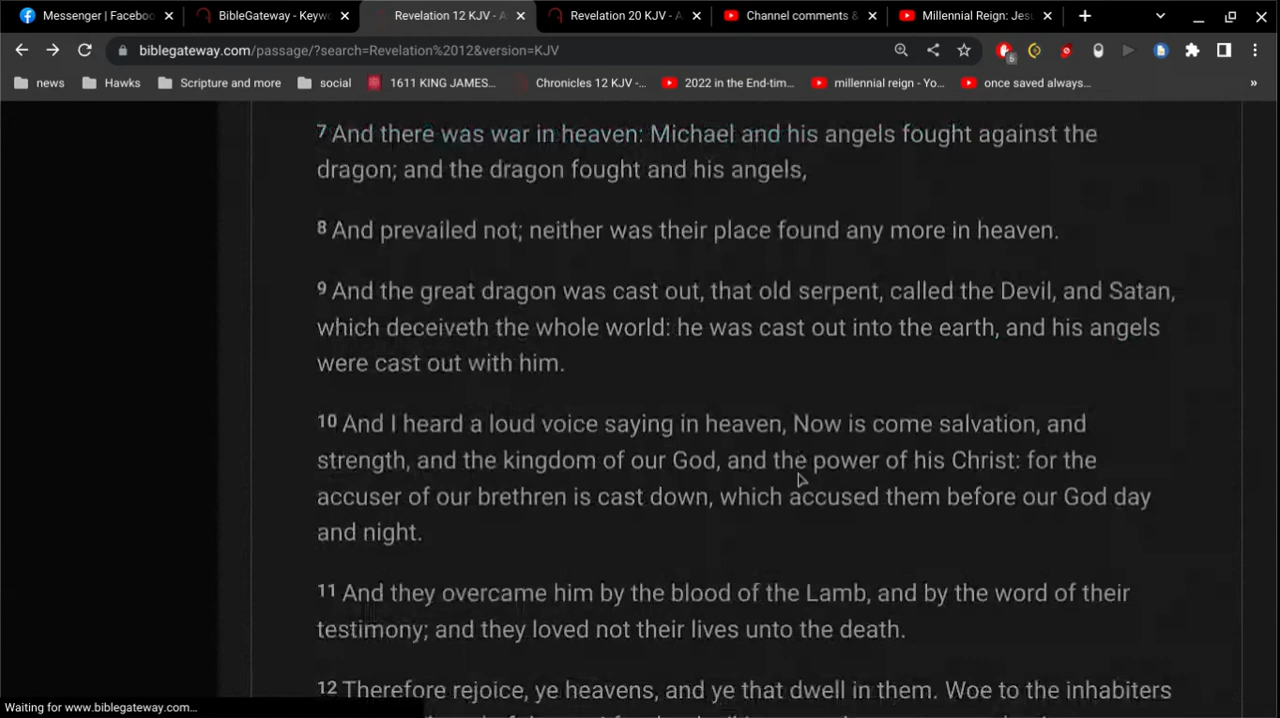 Messenger | Faceboo
BibleGateway - Keyw
Revelation 12 KJV - A
Revelation 20 KJV - A
Channel comments &
Millennial Reign: Jesu
biblegateway.com/passage/?search=Revelation%2012&version=KJV
5
news
Hawks
Scripture and more
social
1611 KING JAMES...
Chronicles 12 KJV -...
2022 in the End-tim...
millennial reign - Yo...
once saved always...
»
7 And there was war in heaven: Michael and his angels fought against the
dragon; and the dragon fought and his angels,
8 And prevailed not; neither was their place found any more in heaven.
9 And the great dragon was cast out, that old serpent, called the Devil, and Satan,
which deceiveth the whole world: he was cast out into the earth, and his angels
were cast out with him.
10 And I heard a loud voice saying in heaven, Now is come salvation, and
strength, and the kingdom of our God, and the power of his Christ: for the
accuser of our brethren is cast down, which accused them before our God day
and night.
11 And they overcame him by the blood of the Lamb, and by the word of their
testimony; and they loved not their lives unto the death.
12 Therefore rejoice, ye heavens, and ye that dwell in them. Woe to the inhabiters
Waiting for www.biblegateway.com...